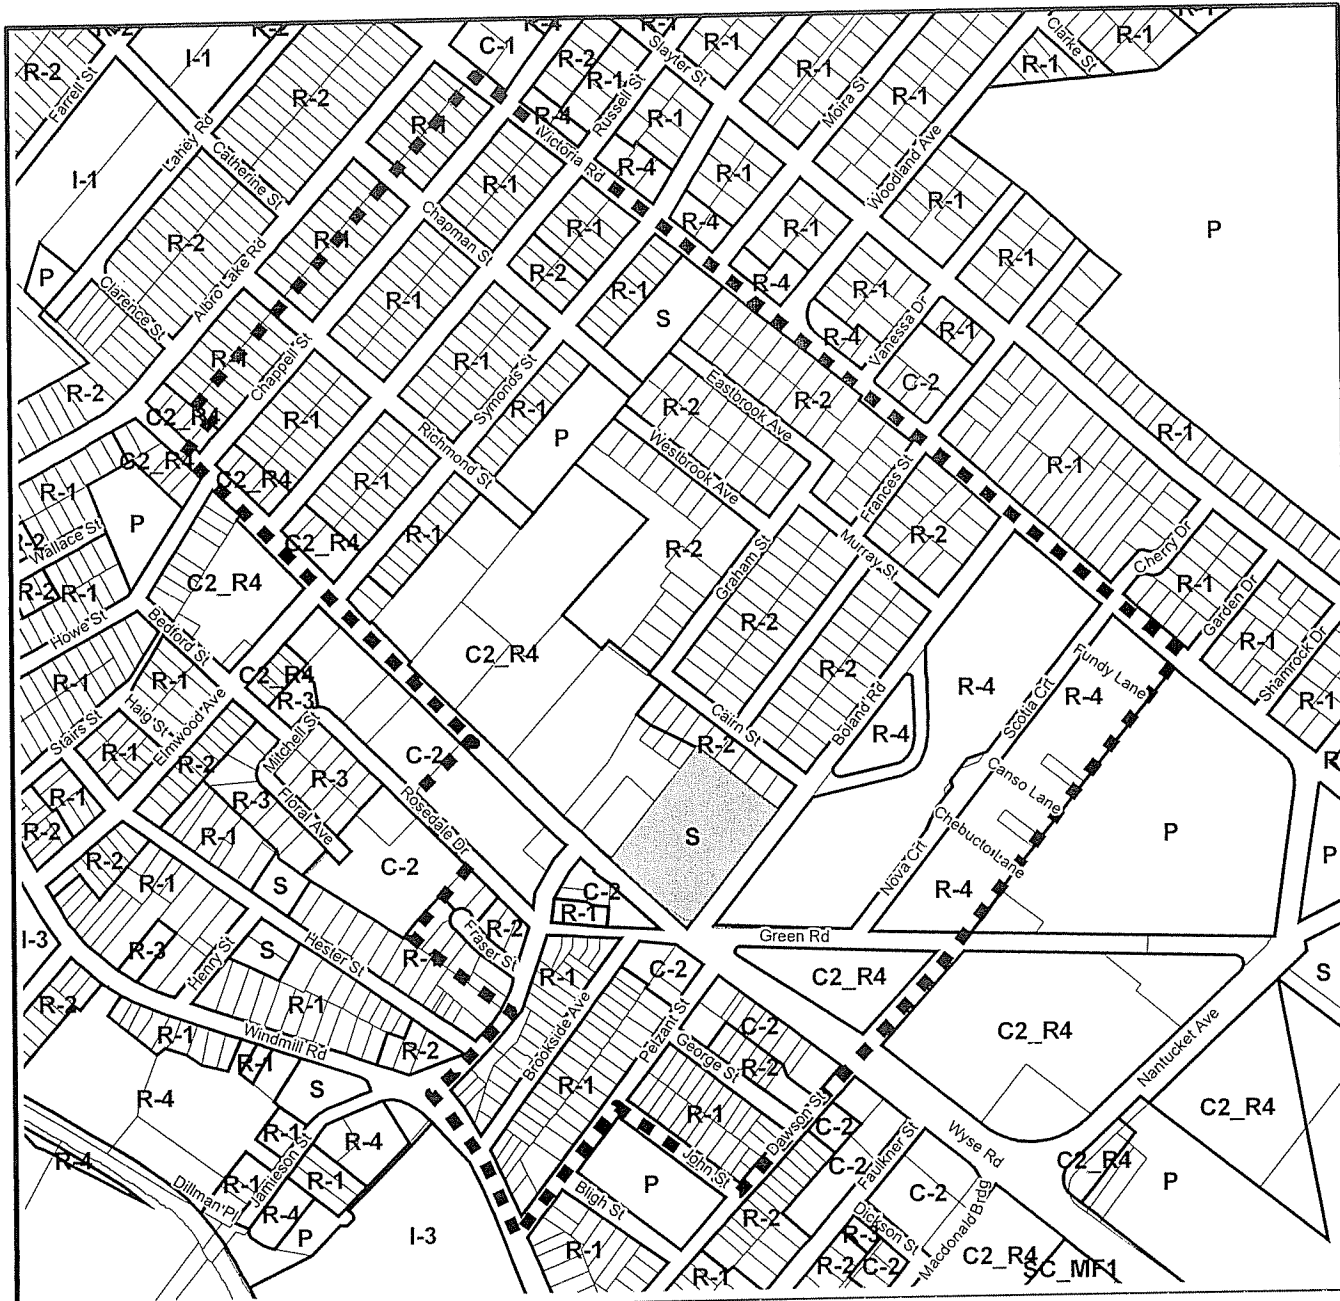 R-2
I-1
R-2
R-4
C-1
R-1
R-1
R-1
R-2
Farrell St
R-2
R-2
R-1
Russell St
Slayter St
R-1
Moira St
R-1
Clarke St
R-1
Lahey Rd
Catherine St
R-1
R-4
Victoria Rd
R-1
R-4
R-1
Woodland Ave
I-1
R-2
R-1
Chapman St
R-1
R-1
R-4
R-1
R-1
P
P
Clarence St
Albro Lake Rd
R-1
R-2
R-1
R-4
R-1
R-1
R-1
Chappell St
R-1
S
R-4
Vanessa Dr
R-1
C-2
R-2
C2_R4
R-1
R-1
Symonds St
R-1
R-2
Eastbrook Ave
R-2
C2_R4
C2_R4
P
Richmond St
Westbrook Ave
R-1
R-1
R-1
P
R-1
R-1
Frances St
R-2
R-2
Wallace St
C2_R4
R-2
Graham St
Murray St
Cherry Dr
R-1
Garden Dr
R-2
R-1
Howe St
C2_R4
R-2
R-1
Shamrock Dr
R-1
Bedford St
C2_R4
R-2
Fundy Lane
R-1
R-1
C2_R4
R-3
Cairn St
Boland Rd
R-4
Scotia Crt
R-4
Stairs St
Haig St
Elmwood Ave
Mitchell St
C-2
R-2
R-4
R-1
R-2
R-3
Canso Lane
R-1
R-3
Floral Ave
Rosedale Dr
Chebucto Lane
P
R-2
R-1
S
P
R-2
R-1
S
C-2
C-2
Nova Crt
R-4
R-1
I-3
R-3
Henry St
S
Hester St
R-1
Fraser St
R-2
Green Rd
R-2
R-1
R-1
C-2
C2_R4
S
R-1
Windmill Rd
R-2
Brookside Ave
Pelzant St
C-2
C2_R4
Nantucket Ave
R-1
George St
R-2
R-4
S
R-1
R-1
Dawson St
C-2
Wyse Rd
C2_R4
R-4
R-1
R-4
John St
C-2
Faulkner St
C2_R4
R-1
Jamieson St
R-1
P
C-2
P
Dillman Pl
R-4
P
I-3
Bligh St
R-2
Dickson St
R-3
Macdonald Brdg
R-1
R-1
R-2
C-2
C2_R4
SC_MF1